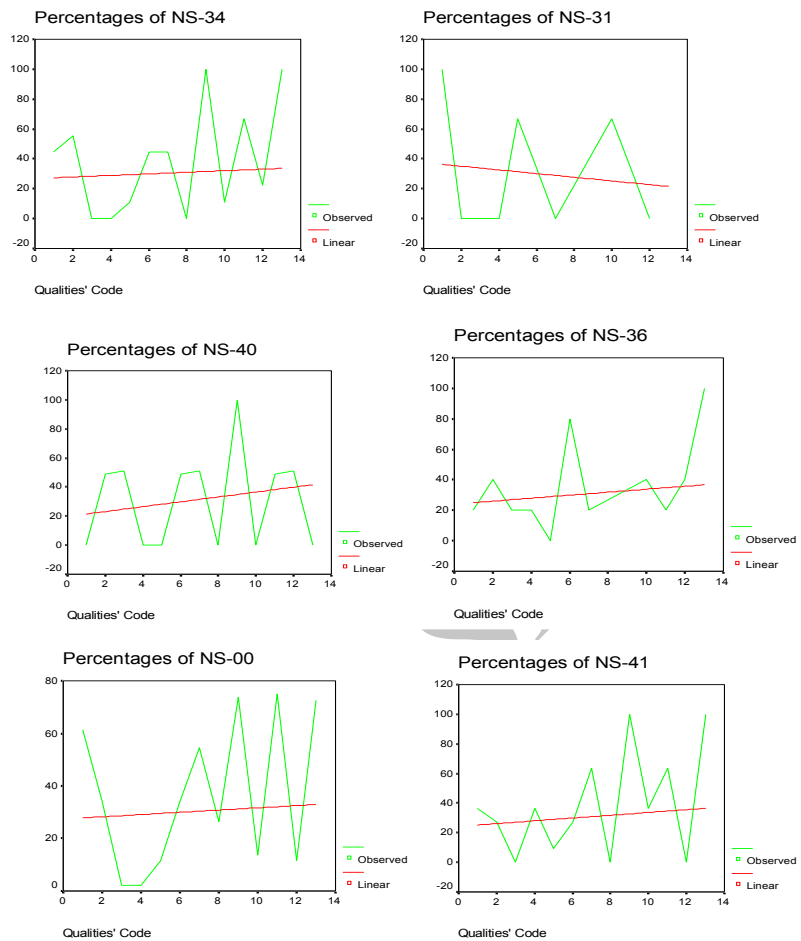 Percentages of NS-34
120
100
80
60
40
20
0
-20
0 2 4 6 8 10 12 14
Observed
Linear
Qualities' Code
Percentages of NS-31
120
100
80
60
40
20
0
-20
0 2 4 6 8 10 12 14
Observed
Linear
Qualities' Code
Percentages of NS-40
120
100
80
60
40
20
0
-20
0 2 4 6 8 10 12 14
Observed
Linear
Qualities' Code
Percentages of NS-36
120
100
80
60
40
20
0
-20
0 2 4 6 8 10 12 14
Observed
Linear
Qualities' Code
Percentages of NS-00
80
60
40
20
0
0 2 4 6 8 10 12 14
Observed
Linear
Qualities' Code
Percentages of NS-41
120
100
80
60
40
20
0
-20
0 2 4 6 8 10 12 14
Observed
Linear
Qualities' Code